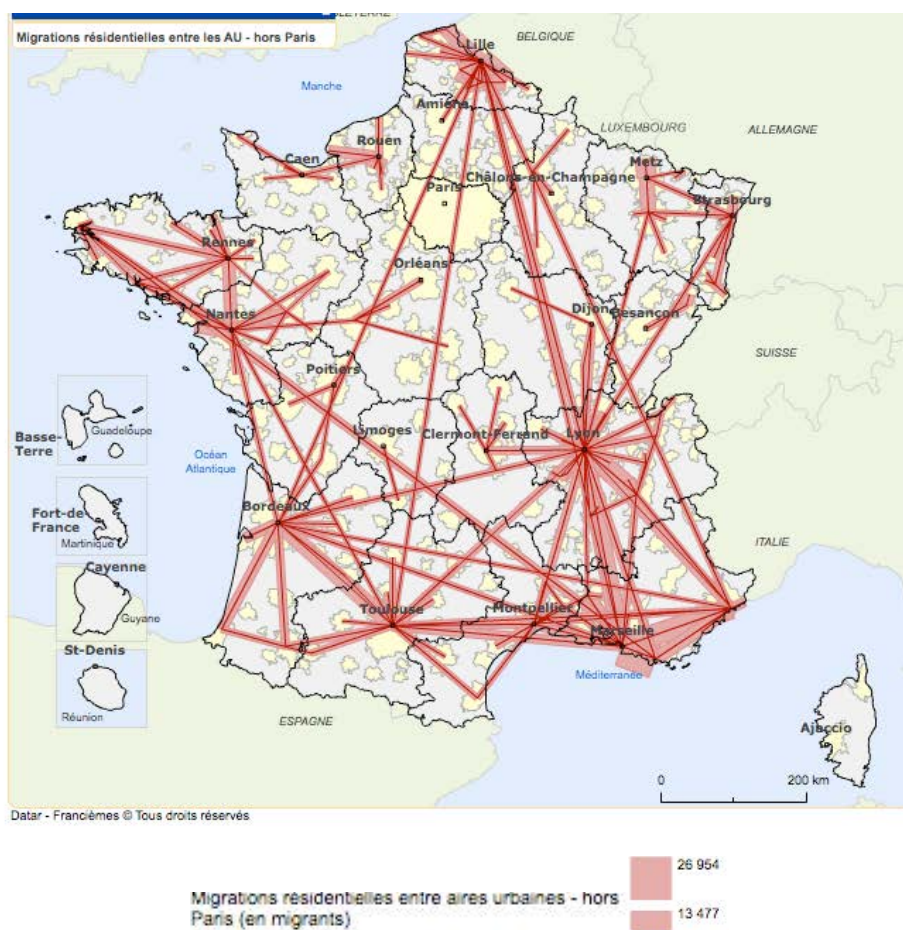 Migrations résidentielles entre les AU - hors Paris
BELGIQUE
Lille
Manche
Amiens
LUXEMBOURG
ALLEMAGNE
Rouen
Caen
Metz
Châlons-en-Champagne
Paris
Strasbourg
Rennes
Orléans
Nantes
Dijon
Besançon
SUISSE
Poitiers
Guadeloupe
Basse-
Terre
Limoges
Clermont-Ferrand
Lyon
Océan
Atlantique
Bordeaux
Fort-de
France
Martinique
ITALIE
Cayenne
Guyane
Toulouse
Montpellier
Marseille
St-Denis
Méditerranée
Réunion
ESPAGNE
Ajaccio
0
200 km
Datar - Francièmes © Tous droits réservés
26 954
Migrations résidentielles entre aires urbaines - hors
Paris (en migrants)
13 477